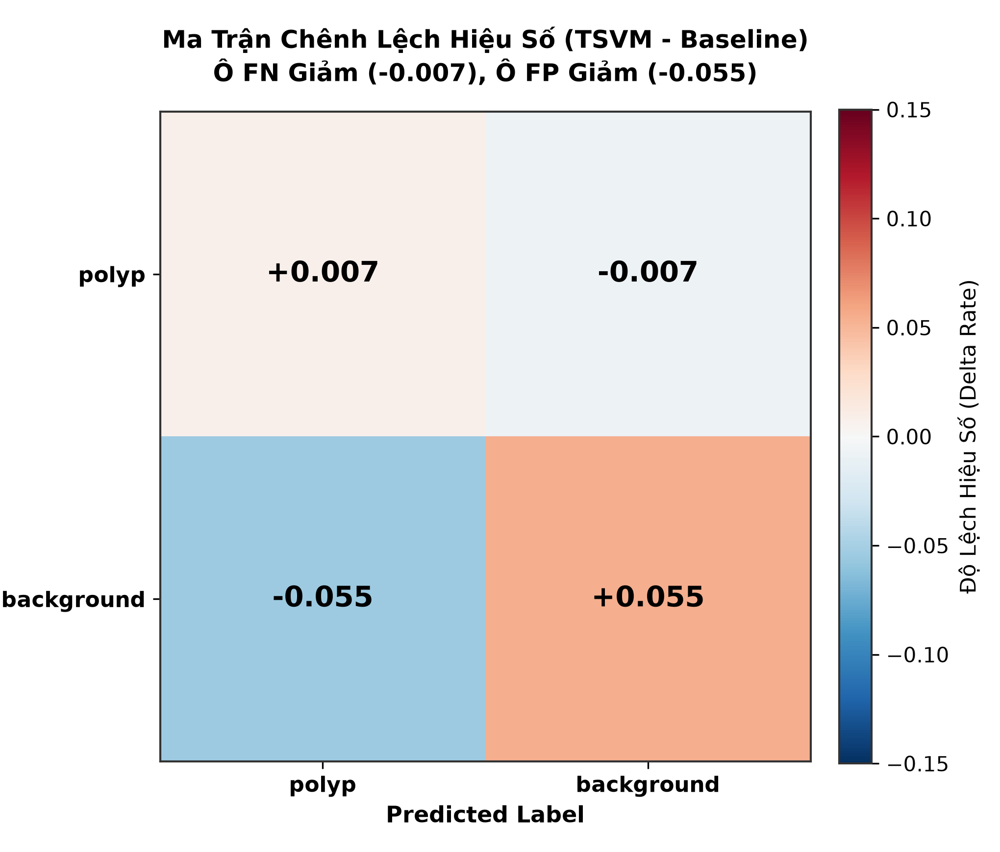 Ma Trận Chênh Lệch Hiệu Số (TSVM - Baseline)
Ô FN Giảm (-0.007), Ô FP Giảm (-0.055)
polyp
background
+0.007
-0.007
-0.055
+0.055
polyp
background
Predicted Label
0.15
0.10
0.05
0.00
−0.05
−0.10
−0.15
Độ Lệch Hiệu Số (Delta Rate)